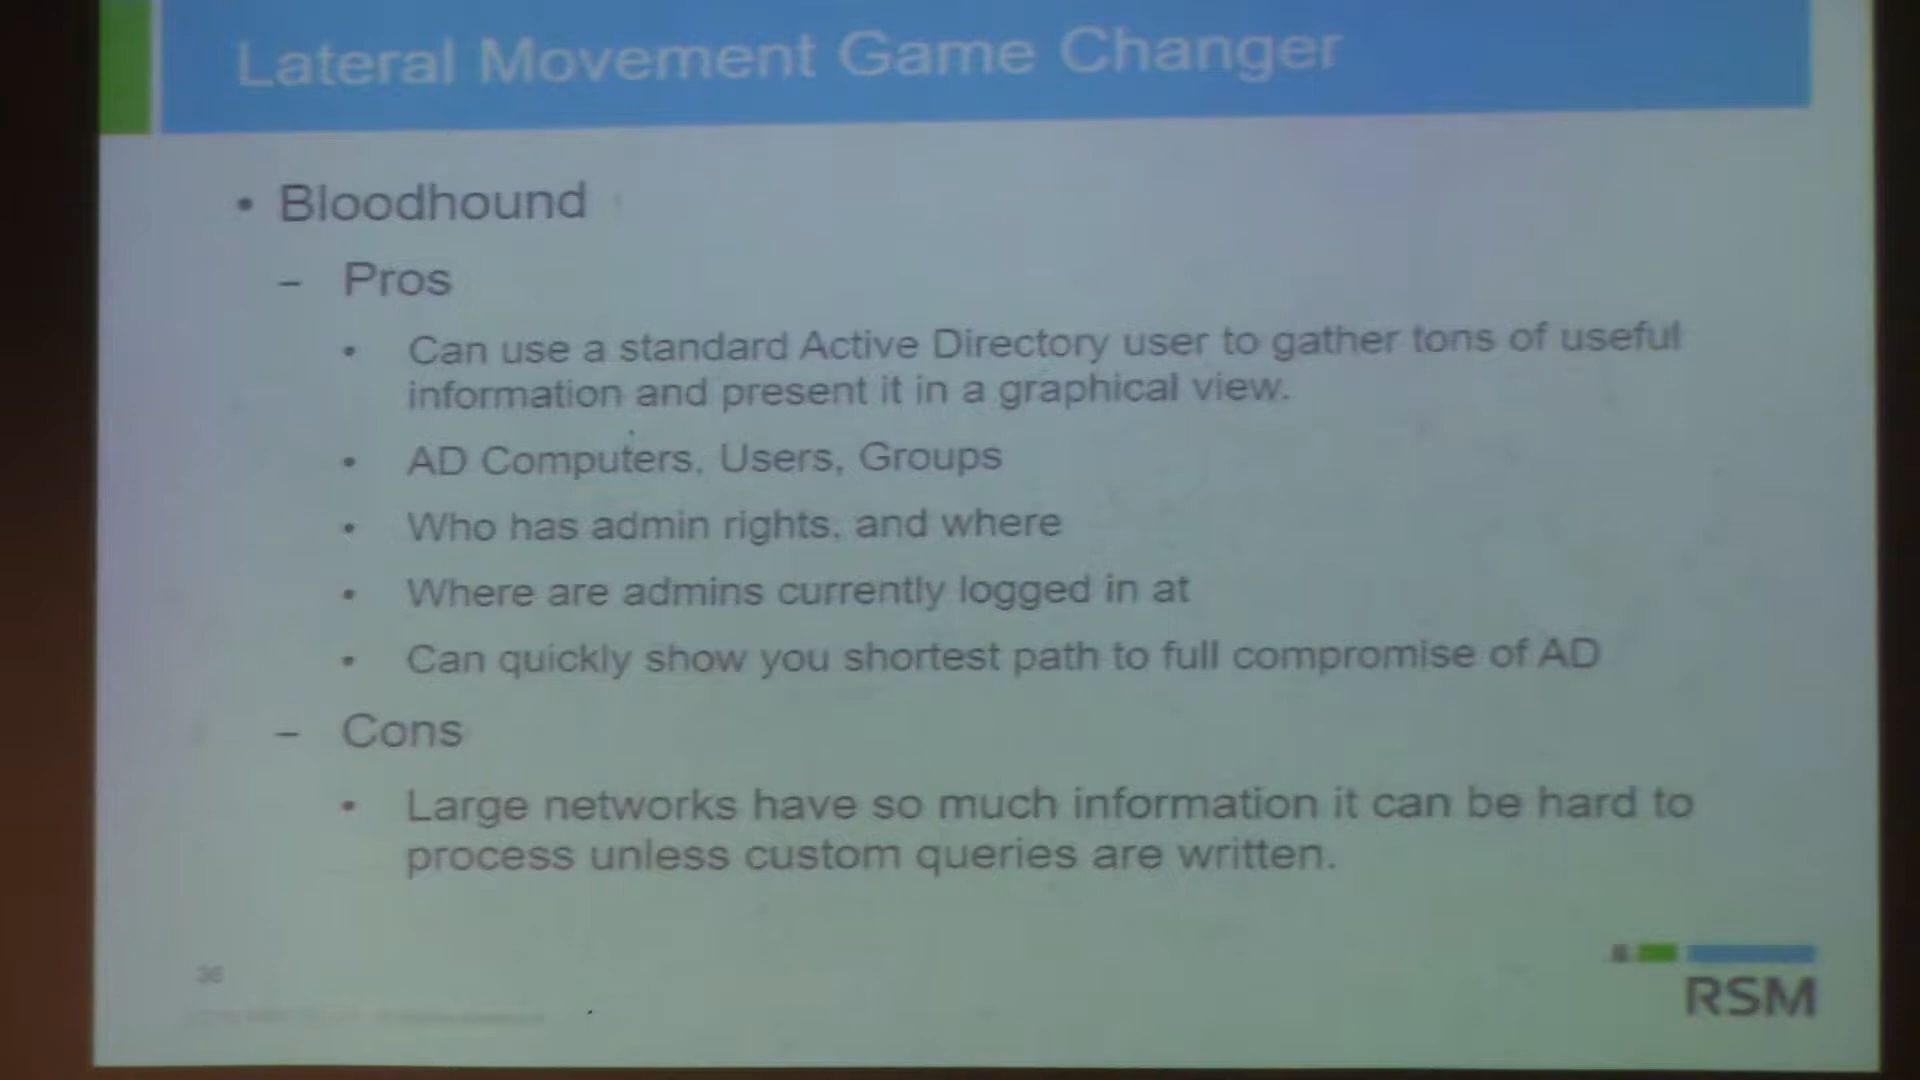 Lateral Movement Game Changer
• Bloodhound
– Pros
• Can use a standard Active Directory user to gather tons of useful
information and present it in a graphical view.
• AD Computers, Users, Groups
• Who has admin rights, and where
• Where are admins currently logged in at
• Can quickly show you shortest path to full compromise of AD
– Cons
• Large networks have so much information it can be hard to
process unless custom queries are written.
RSM